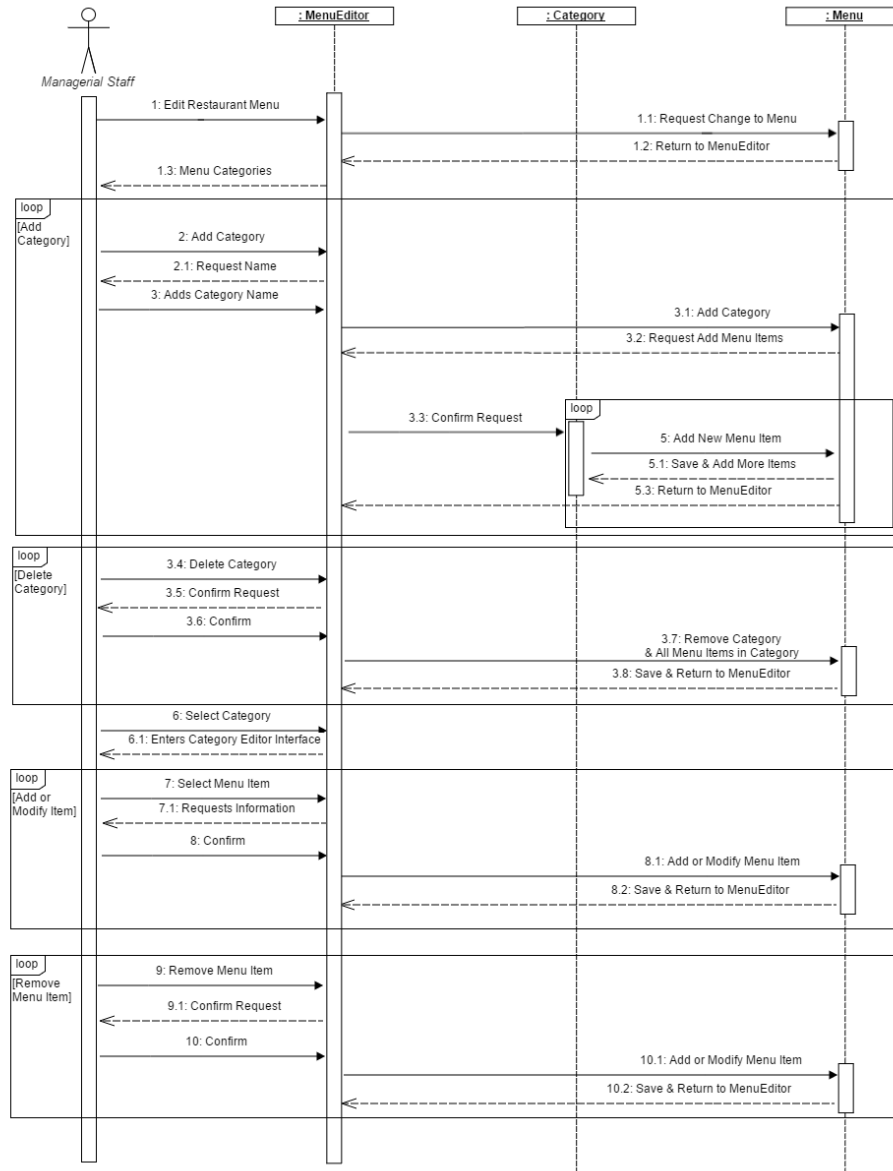 : MenuEditor
: Category
: Menu
Managerial Staff
1: Edit Restaurant Menu
1.1: Request Change to Menu
1.2: Return to MenuEditor
1.3: Menu Categories
loop
[Add
Category]
2: Add Category
2.1: Request Name
3: Adds Category Name
3.1: Add Category
3.2: Request Add Menu Items
loop
3.3: Confirm Request
5: Add New Menu Item
5.1: Save & Add More Items
5.3: Return to MenuEditor
loop
[Delete
Category]
3.4: Delete Category
3.5: Confirm Request
3.6: Confirm
3.7: Remove Category
& All Menu Items in Category
3.8: Save & Return to MenuEditor
6: Select Category
6.1: Enters Category Editor Interface
loop
[Add or
Modify Item]
7: Select Menu Item
7.1: Requests Information
8: Confirm
8.1: Add or Modify Menu Item
8.2: Save & Return to MenuEditor
loop
[Remove
Menu Item]
9: Remove Menu Item
9.1: Confirm Request
10: Confirm
10.1: Add or Modify Menu Item
10.2: Save & Return to MenuEditor